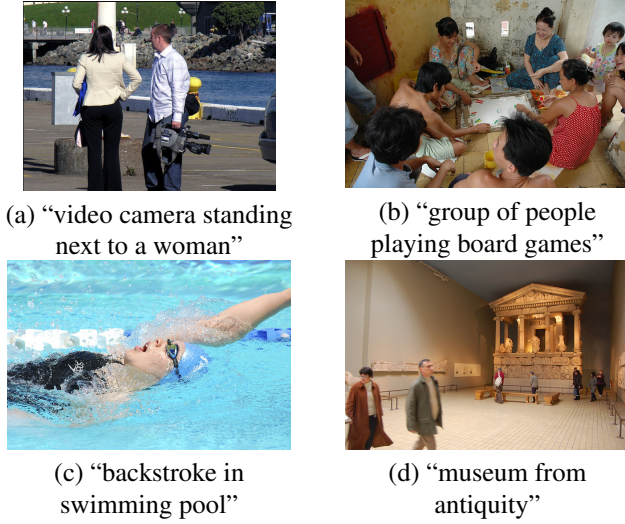 (a) “video camera standing
next to a woman”
(b) “group of people
playing board games”
(c) “backstroke in
swimming pool”
(d) “museum from
antiquity”